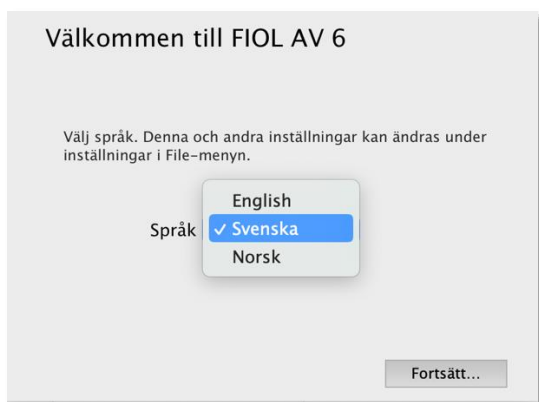 Välkommen till FIOL AV 6
Välj språk. Denna och andra inställningar kan ändras under
inställningar i File-menyn.
English
Språk ✓ Svenska
Norsk
Fortsätt...